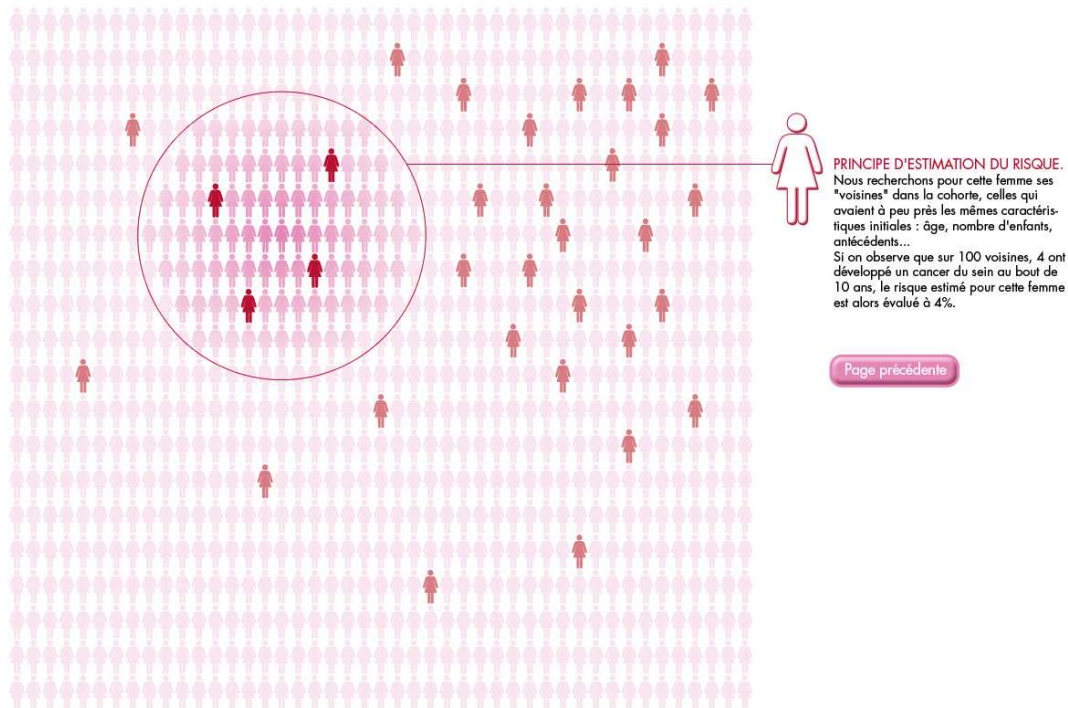 PRINCIPE D'ESTIMATION DU RISQUE.
Nous recherchons pour cette femme ses
"voisines" dans la cohorte, celles qui
avaient à peu près les mêmes caractéris-
tiques initiales : âge, nombre d'enfants,
antécédents...
Si on observe que sur 100 voisines, 4 ont
développé un cancer du sein au bout de
10 ans, le risque estimé pour cette femme
est alors évalué à 4%.
Page précédente